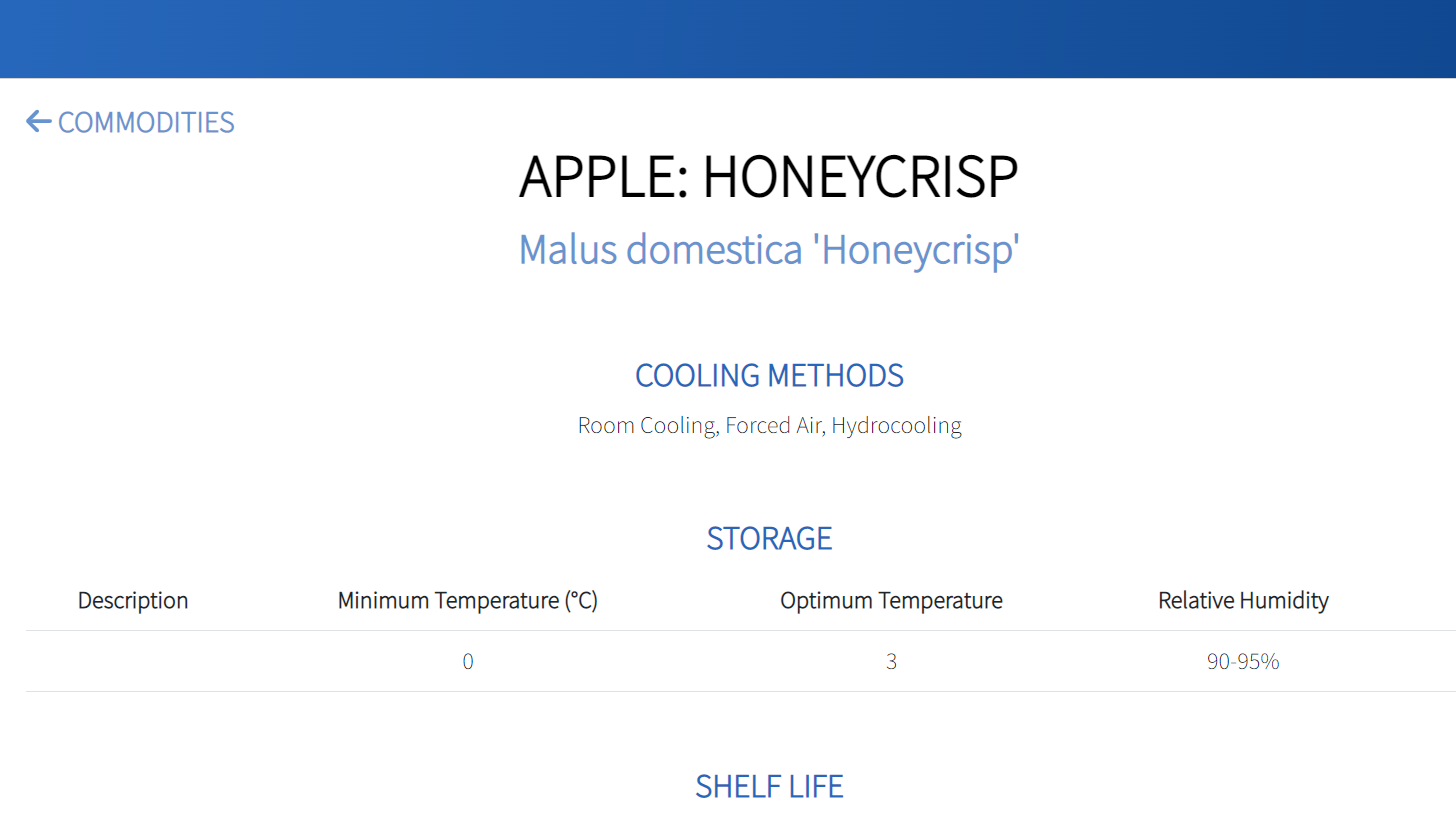 COMMODITIES
APPLE: HONEYCRISP
Malus domestica 'Honeycrisp'
COOLING METHODS
Room Cooling, Forced Air, Hydrocooling
STORAGE
Description Minimum Temperature (°C) Optimum Temperature Relative Humidity
0 3 90-95%
SHELF LIFE